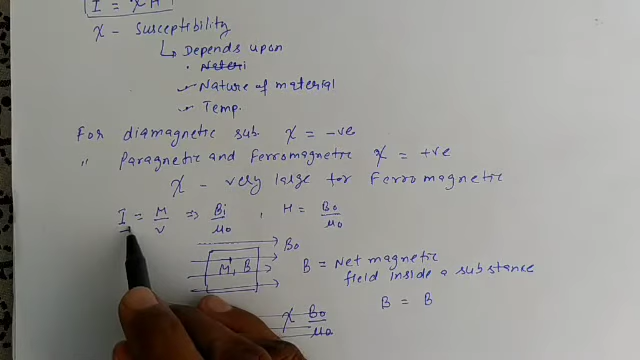 I = χ H
χ - Susceptibility
↳ Depends upon
· Nateri
✓ Nature of material
✓ Temp.
For diamagnetic sub. χ = -ve
" Paragnetic and Ferromagnetic χ = +ve
χ - very large for Ferromagnetic
I = M/V ⇒ Bi/μ₀ , H = B₀/μ₀
B₀
M, B
B = Net magnetic
field inside a substance
B = B
χ B₀/μ₀